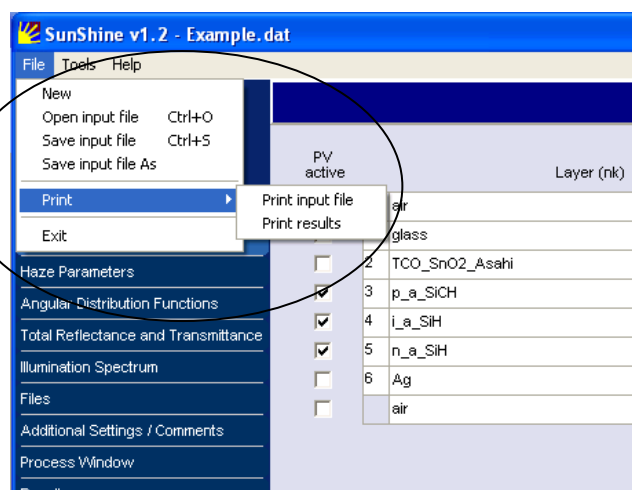 SunShine v1.2 - Example.dat
File Tools Help
New
Open input file Ctrl+O
Save input file Ctrl+S
Save input file As
Print
Exit
Print input file
Print results
Haze Parameters
Angular Distribution Functions
Total Reflectance and Transmittance
Illumination Spectrum
Files
Additional Settings / Comments
Process Window
PV
active
Layer (nk)
air
glass
2 TCO_SnO2_Asahi
3 p_a_SiCH
4 i_a_SiH
5 n_a_SiH
6 Ag
air